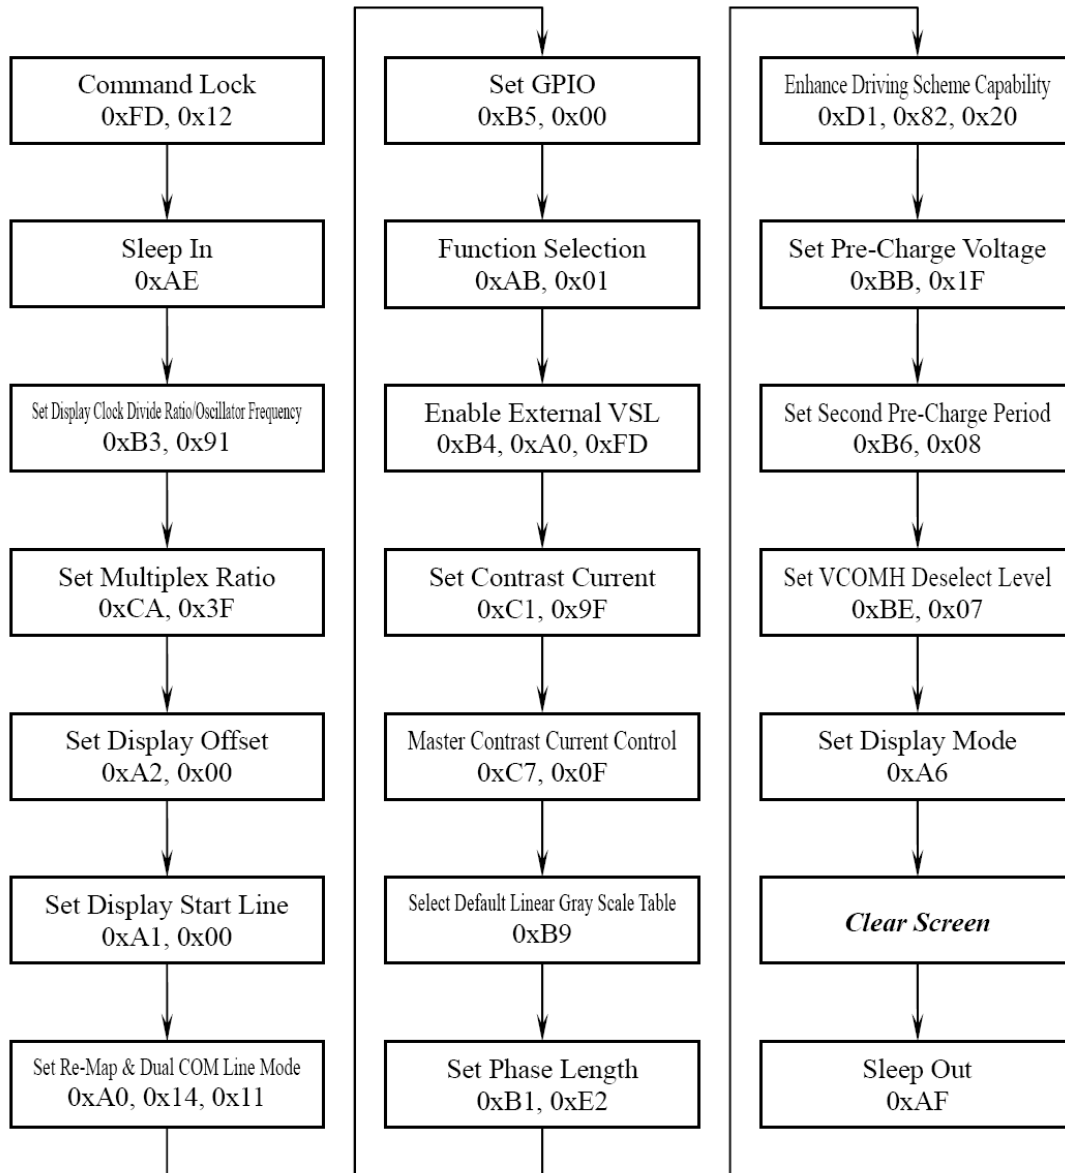 Command Lock
0xFD, 0x12
Sleep In
0xAE
Set Display Clock Divide Ratio/Oscillator Frequency
0xB3, 0x91
Set Multiplex Ratio
0xCA, 0x3F
Set Display Offset
0xA2, 0x00
Set Display Start Line
0xA1, 0x00
Set Re-Map & Dual COM Line Mode
0xA0, 0x14, 0x11
Set GPIO
0xB5, 0x00
Function Selection
0xAB, 0x01
Enable External VSL
0xB4, 0xA0, 0xFD
Set Contrast Current
0xC1, 0x9F
Master Contrast Current Control
0xC7, 0x0F
Select Default Linear Gray Scale Table
0xB9
Set Phase Length
0xB1, 0xE2
Enhance Driving Scheme Capability
0xD1, 0x82, 0x20
Set Pre-Charge Voltage
0xBB, 0x1F
Set Second Pre-Charge Period
0xB6, 0x08
Set VCOMH Deselect Level
0xBE, 0x07
Set Display Mode
0xA6
Clear Screen
Sleep Out
0xAF